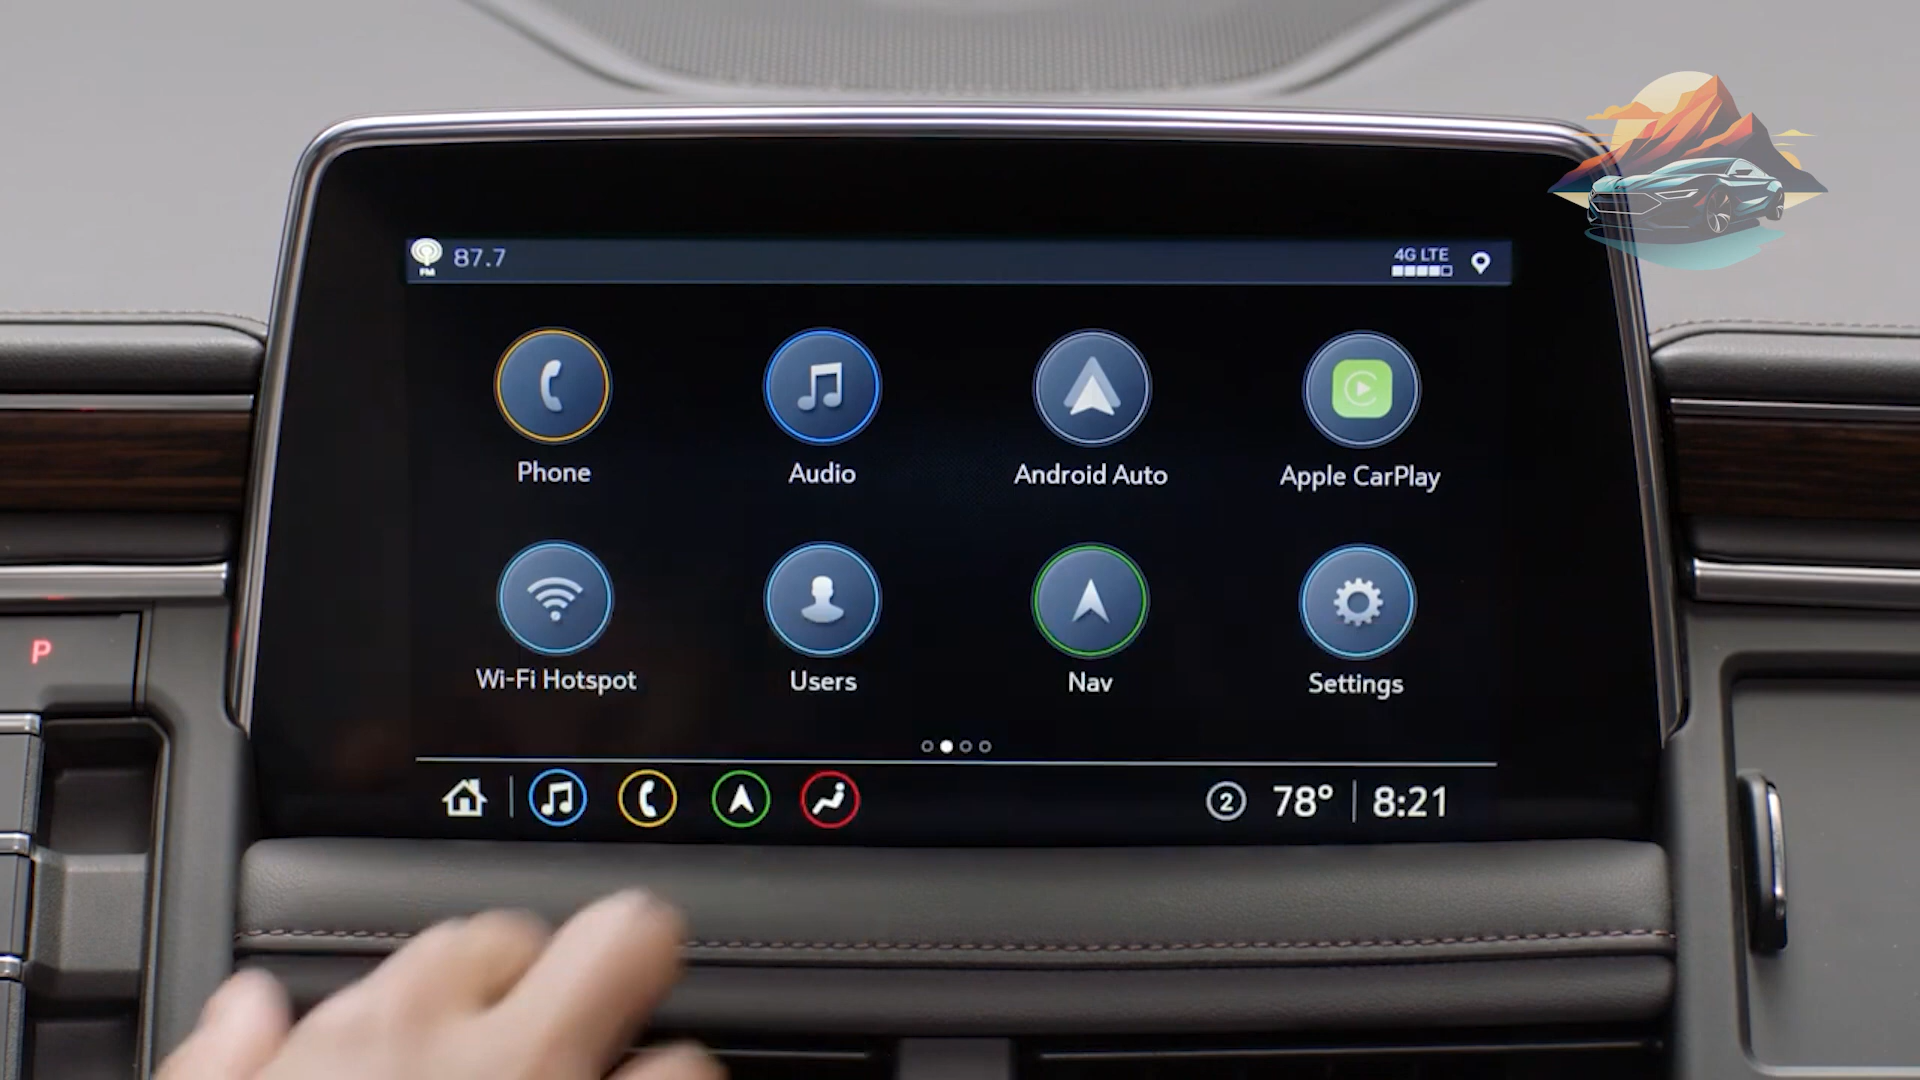 FM 87.7 4G LTE
Phone Audio Android Auto Apple CarPlay
Wi-Fi Hotspot Users Nav Settings
2 78° 8:21
P